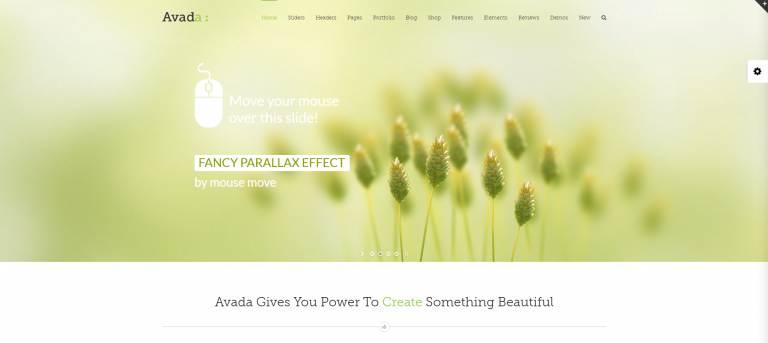 Avada :
Home Sliders Headers Pages Portfolio Blog Shop Features Elements Reviews Demos New
Move your mouse
over this slide!
FANCY PARALLAX EFFECT
by mouse move
Avada Gives You Power To Create Something Beautiful